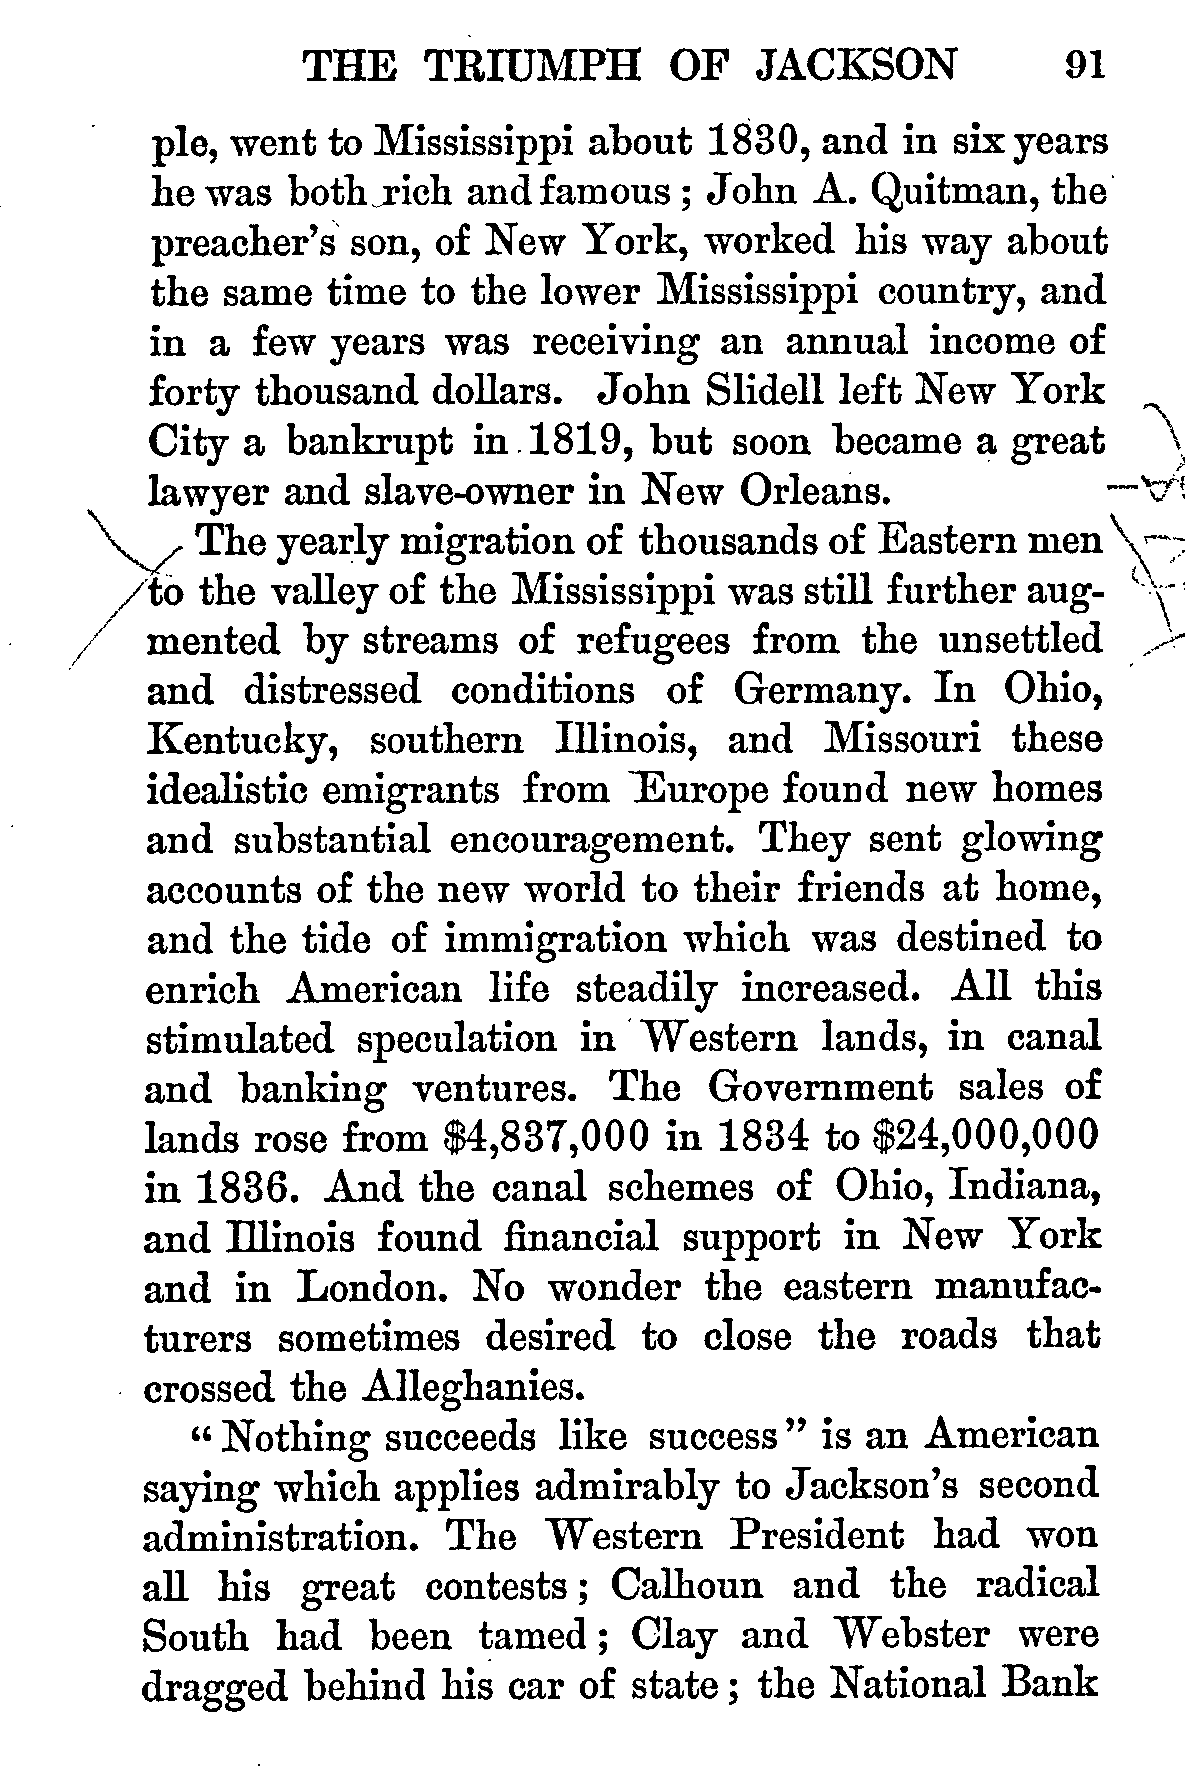 THE TRIUMPH OF JACKSON 91
ple, went to Mississippi about 1830, and in six years
he was both rich and famous; John A. Quitman, the
preacher's son, of New York, worked his way about
the same time to the lower Mississippi country, and
in a few years was receiving an annual income of
forty thousand dollars. John Slidell left New York
City a bankrupt in 1819, but soon became a great
lawyer and slave-owner in New Orleans.
The yearly migration of thousands of Eastern men
to the valley of the Mississippi was still further aug-
mented by streams of refugees from the unsettled
and distressed conditions of Germany. In Ohio,
Kentucky, southern Illinois, and Missouri these
idealistic emigrants from Europe found new homes
and substantial encouragement. They sent glowing
accounts of the new world to their friends at home,
and the tide of immigration which was destined to
enrich American life steadily increased. All this
stimulated speculation in Western lands, in canal
and banking ventures. The Government sales of
lands rose from $4,837,000 in 1834 to $24,000,000
in 1836. And the canal schemes of Ohio, Indiana,
and Illinois found financial support in New York
and in London. No wonder the eastern manufac-
turers sometimes desired to close the roads that
crossed the Alleghanies.
"Nothing succeeds like success" is an American
saying which applies admirably to Jackson's second
administration. The Western President had won
all his great contests; Calhoun and the radical
South had been tamed; Clay and Webster were
dragged behind his car of state; the National Bank